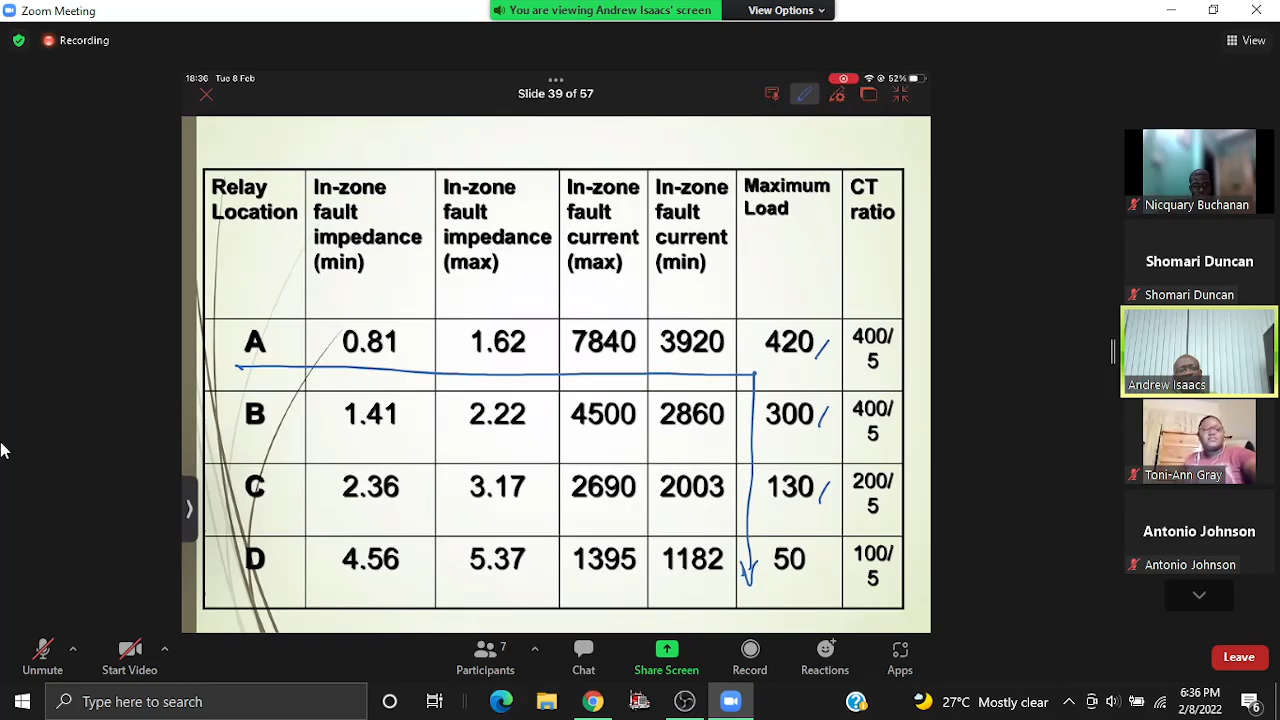 Zoom Meeting
You are viewing Andrew Isaacs' screen
View Options
Recording
View
18:36 Tue 8 Feb
52%
Slide 39 of 57
Relay Location
In-zone fault impedance (min)
In-zone fault impedance (max)
In-zone fault current (max)
In-zone fault current (min)
Maximum Load
CT ratio
A 0.81 1.62 7840 3920 420 400/5
B 1.41 2.22 4500 2860 300 400/5
C 2.36 3.17 2690 2003 130 200/5
D 4.56 5.37 1395 1182 50 100/5
Nicquary Buchanan
Shomari Duncan
Shomari Duncan
Andrew Isaacs
Toni-Ann Gray
Antonio Johnson
Antonio Johnson
Unmute
Start Video
7
Participants
Chat
Share Screen
Record
Reactions
Apps
Leave
Type here to search
27°C Mostly clear
6:36 PM
2/8/2022
6